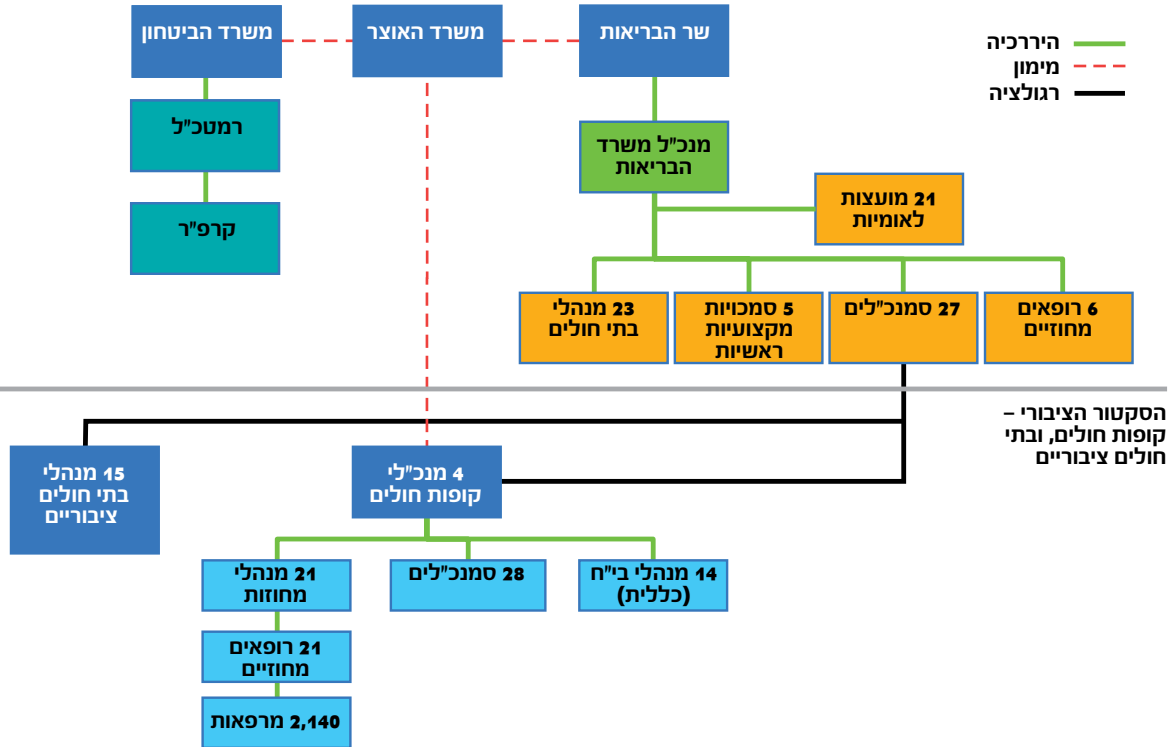 שר הבריאות
משרד האוצר
משרד הביטחון
היררכיה
מימון
רגולציה
רמטכ"ל
קרפ"ר
מנכ"ל משרד
הבריאות
21 מועצות
לאומיות
6 רופאים
מחוזיים
27 סמנכ"לים
5 סמכויות
מקצועיות
ראשיות
23 מנהלי
בתי חולים
הסקטור הציבורי –
קופות חולים, ובתי
חולים ציבוריים
4 מנכ"לי
קופות חולים
15 מנהלי
בתי חולים
ציבוריים
14 מנהלי בי"ח
(כללית)
28 סמנכ"לים
21 מנהלי
מחוזות
21 רופאים
מחוזיים
2,140 מרפאות